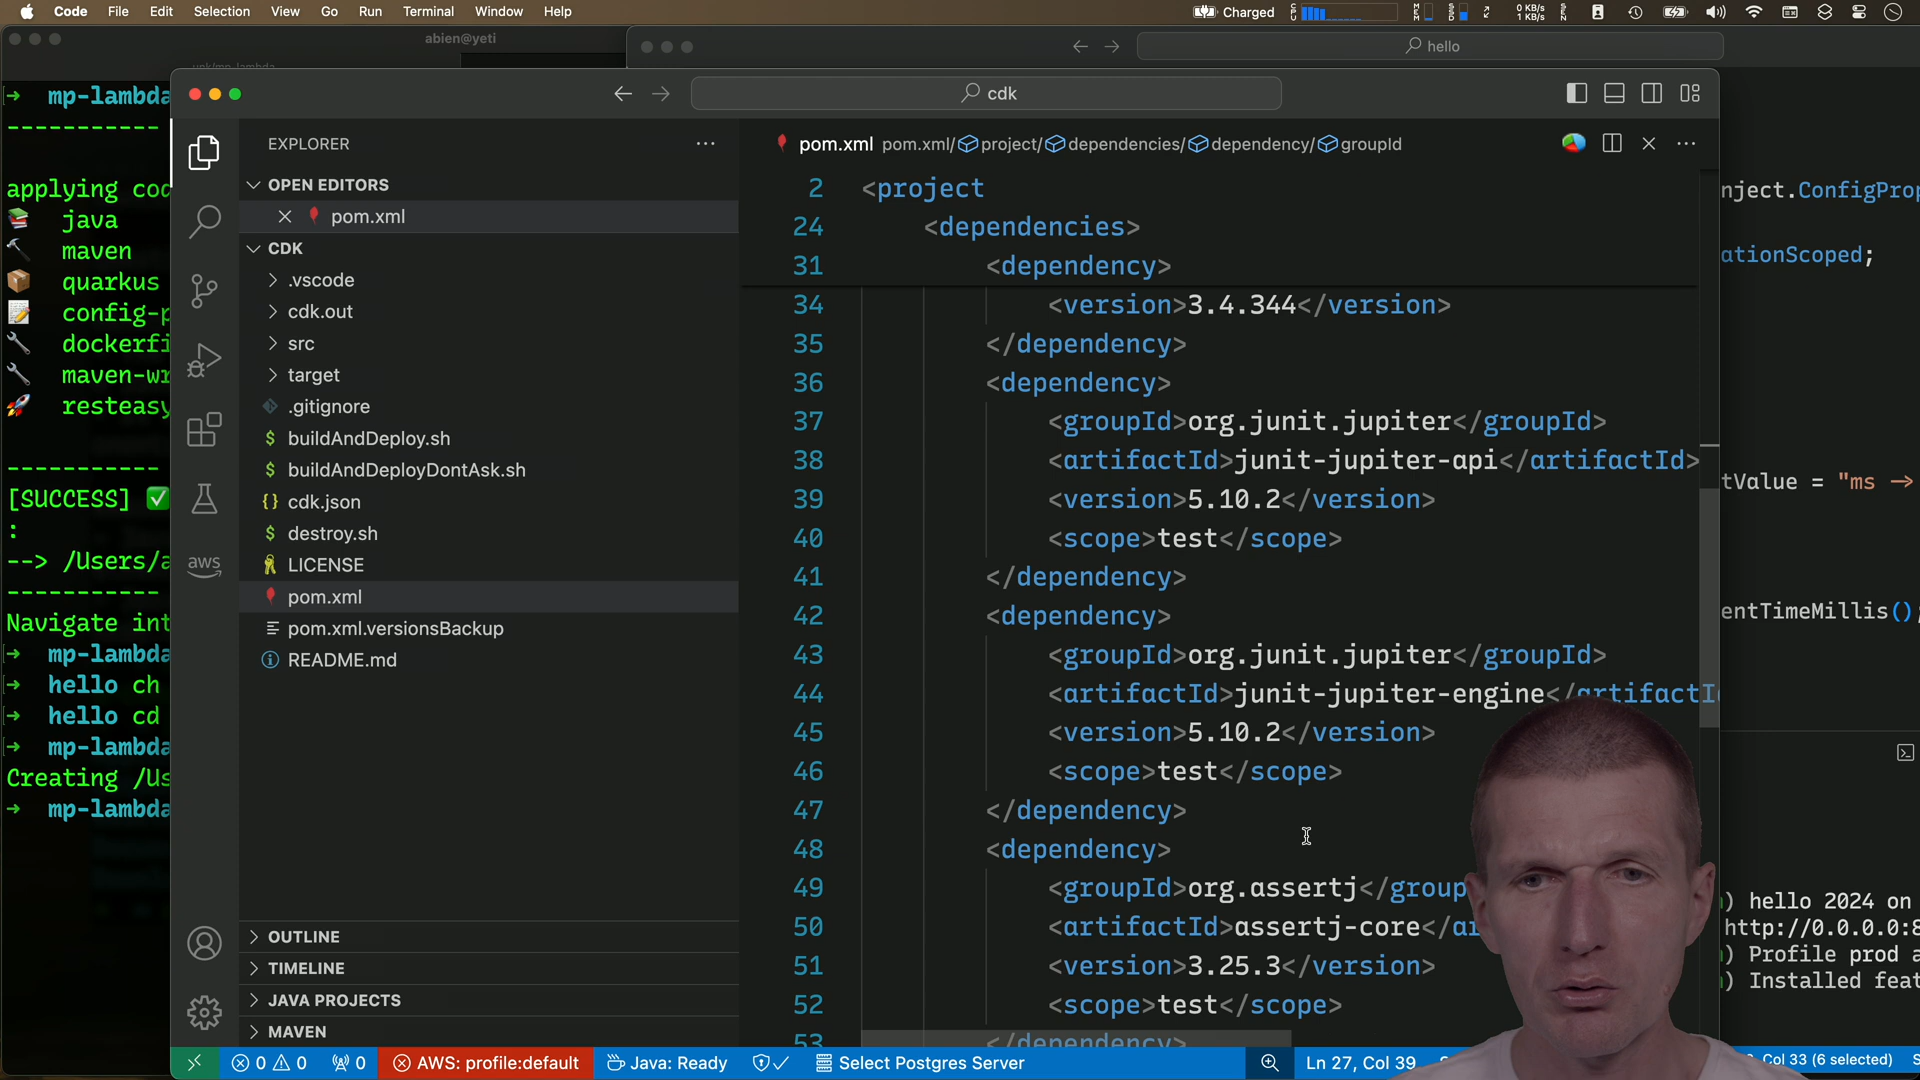 Code File Edit Selection View Go Run Terminal Window Help
Charged
0 KB/s
1 KB/s
abien@yeti
hello
cdk
➜ mp-lambda
-----------
applying cod
java
maven
quarkus
config-p
dockerfi
maven-wr
resteasy
-----------
[SUCCESS]
:
--> /Users/a
-----------
Navigate int
➜ mp-lambda
➜ hello ch
➜ hello cd
➜ mp-lambda
Creating /Us
➜ mp-lambda
EXPLORER
OPEN EDITORS
pom.xml
CDK
.vscode
cdk.out
src
target
.gitignore
$ buildAndDeploy.sh
$ buildAndDeployDontAsk.sh
{} cdk.json
$ destroy.sh
LICENSE
pom.xml
pom.xml.versionsBackup
README.md
OUTLINE
TIMELINE
JAVA PROJECTS
MAVEN
aws
pom.xml pom.xml/project/dependencies/dependency/groupId
2 <project
24 <dependencies>
31 <dependency>
34 <version>3.4.344</version>
35 </dependency>
36 <dependency>
37 <groupId>org.junit.jupiter</groupId>
38 <artifactId>junit-jupiter-api</artifactId>
39 <version>5.10.2</version>
40 <scope>test</scope>
41 </dependency>
42 <dependency>
43 <groupId>org.junit.jupiter</groupId>
44 <artifactId>junit-jupiter-engine</artifactI
45 <version>5.10.2</version>
46 <scope>test</scope>
47 </dependency>
48 <dependency>
49 <groupId>org.assertj</group
50 <artifactId>assertj-core</ar
51 <version>3.25.3</version>
52 <scope>test</scope>
53 </dependency>
nject.ConfigProp
ationScoped;
tValue = "ms ->
entTimeMillis();
) hello 2024 on
http://0.0.0.0:8
) Profile prod a
) Installed feat
0 0 0 AWS: profile:default Java: Ready Select Postgres Server Ln 27, Col 39
Col 33 (6 selected)